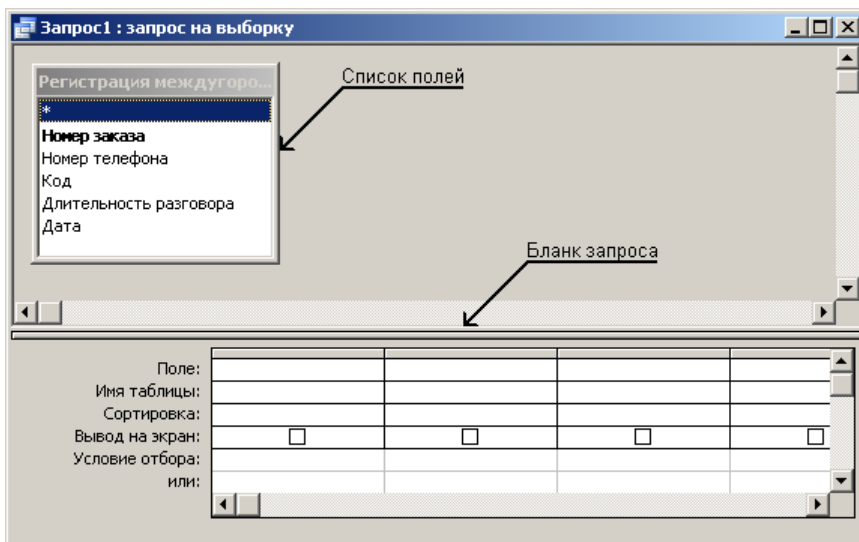 Запрос1 : запрос на выборку
Регистрация междугоро...
Список полей
*
Номер заказа
Номер телефона
Код
Длительность разговора
Дата
Бланк запроса
Поле:
Имя таблицы:
Сортировка:
Вывод на экран:
Условие отбора:
или: